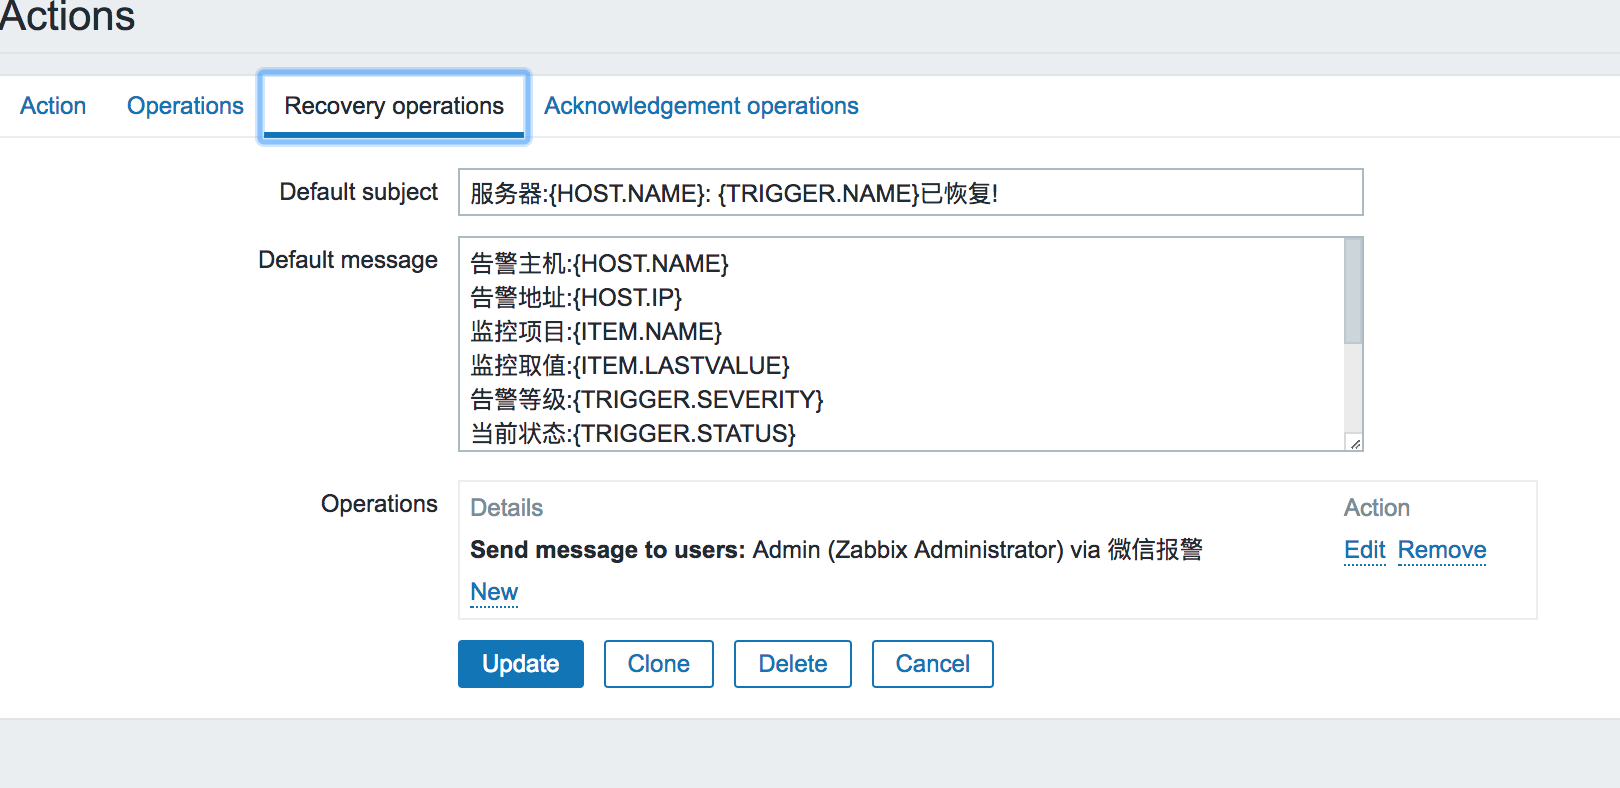 Actions
Action Operations Recovery operations Acknowledgement operations
Default subject 服务器:{HOST.NAME}: {TRIGGER.NAME}已恢复!
Default message 告警主机:{HOST.NAME}
告警地址:{HOST.IP}
监控项目:{ITEM.NAME}
监控取值:{ITEM.LASTVALUE}
告警等级:{TRIGGER.SEVERITY}
当前状态:{TRIGGER.STATUS}
Operations Details Action
Send message to users: Admin (Zabbix Administrator) via 微信报警 Edit Remove
New
Update Clone Delete Cancel